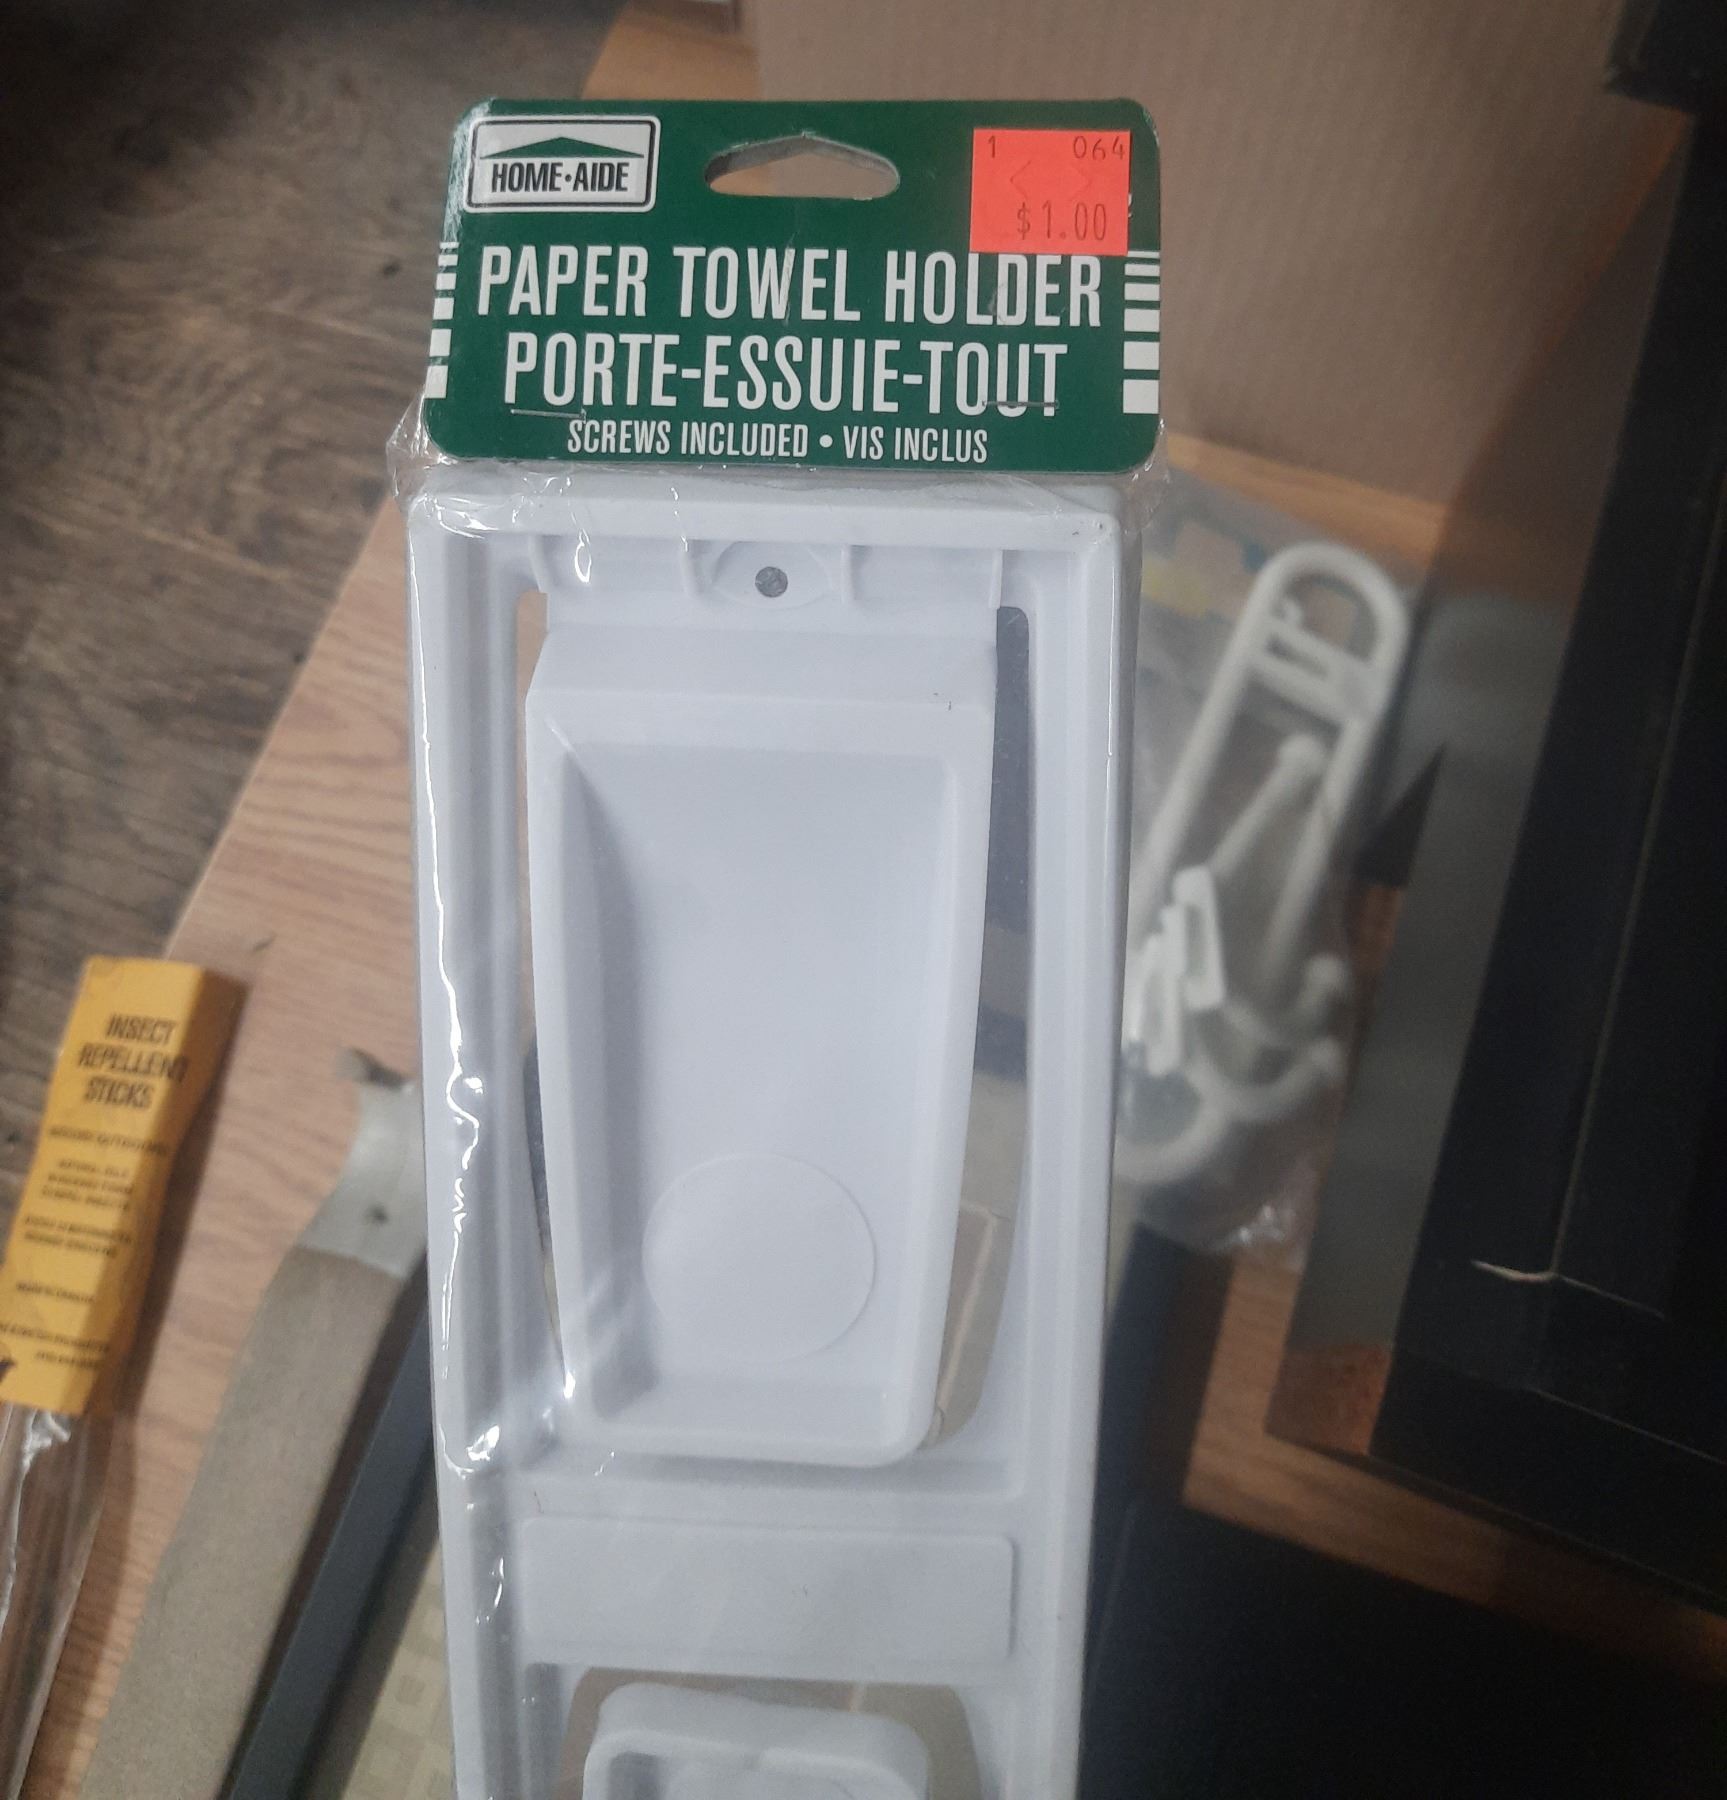 HOME•AIDE
1 064
$1.00
PAPER TOWEL HOLDER
PORTE-ESSUIE-TOUT
SCREWS INCLUDED • VIS INCLUS
INSECT
REPELLENT
STICKS